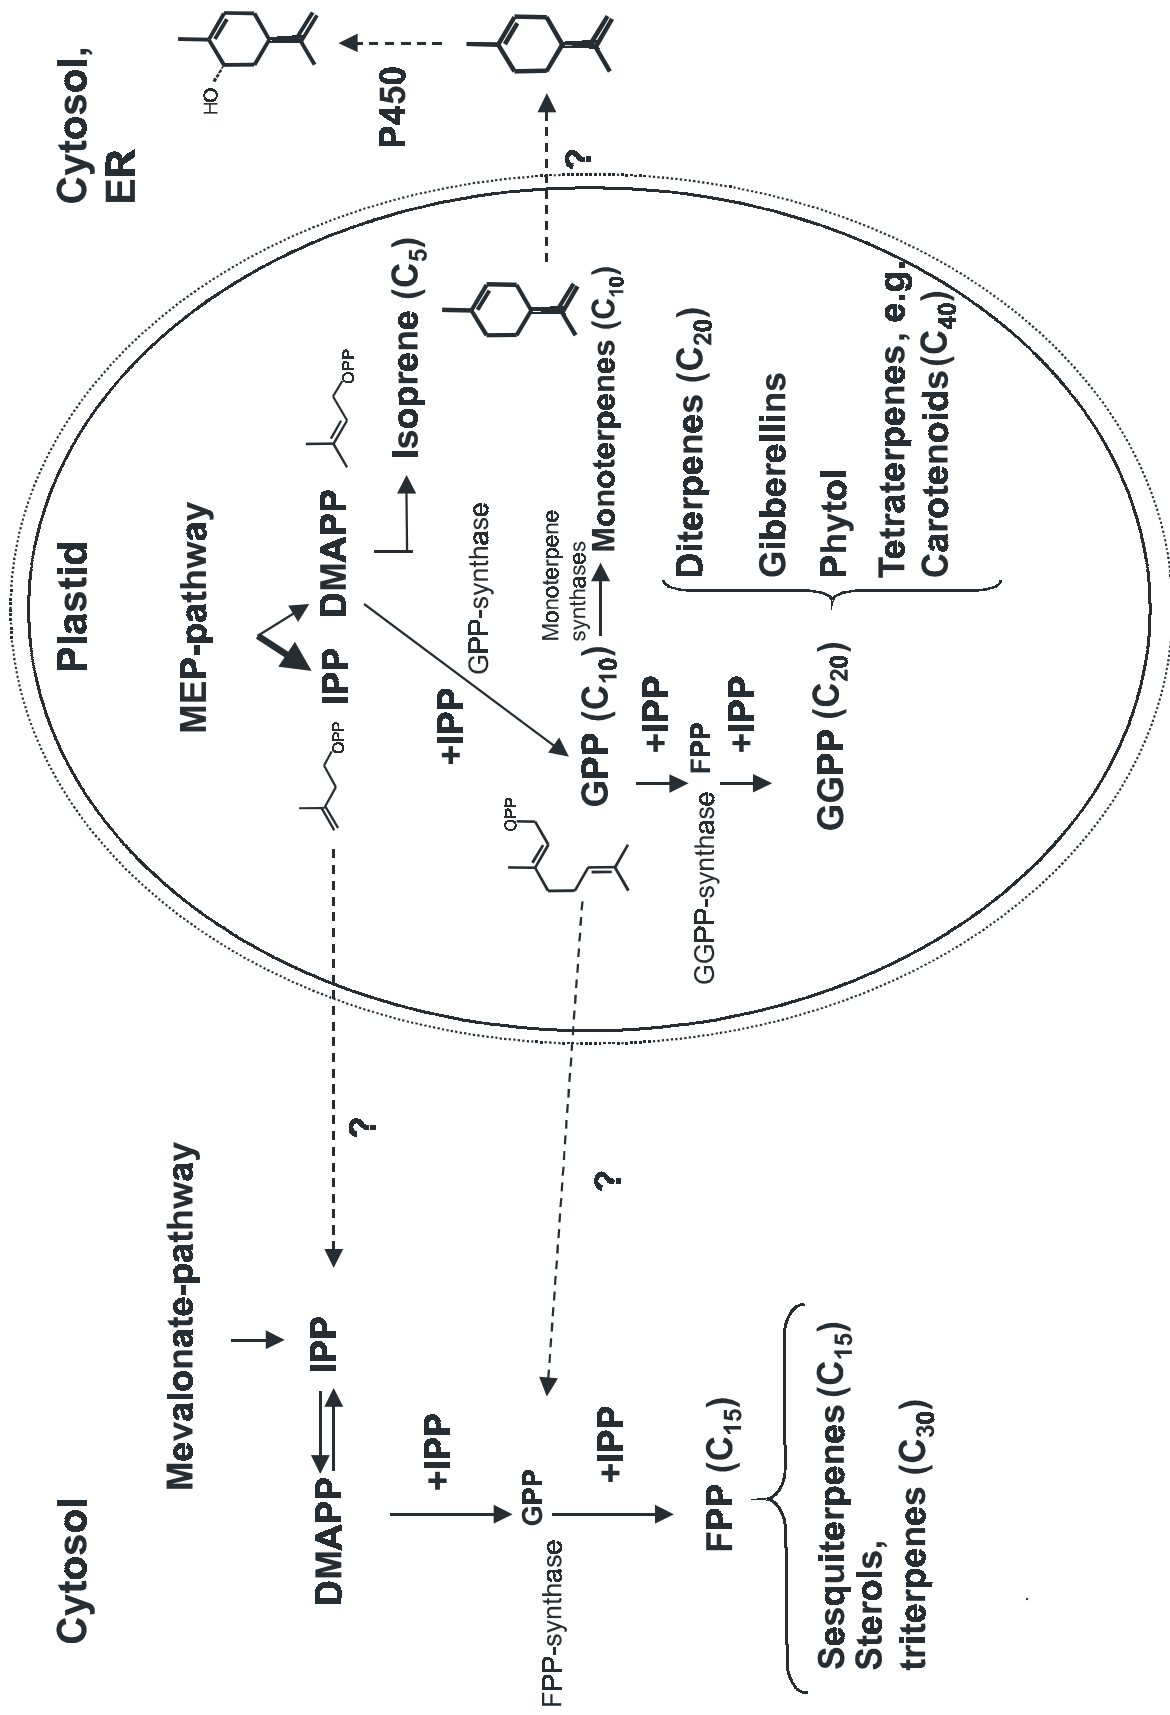 Cytosol
Plastid
Cytosol,
ER
Mevalonate-pathway
MEP-pathway
HO
P450
DMAPP
IPP
?
OPP
IPP
DMAPP
OPP
Isoprene (C5)
+IPP
+IPP
GPP-synthase
GPP
FPP-synthase
+IPP
?
OPP
GPP (C10)
Monoterpene
synthases
Monoterpenes (C10)
?
+IPP
FPP
GGPP-synthase
+IPP
FPP (C15)
GGPP (C20)
Diterpenes (C20)
Gibberellins
Phytol
Tetraterpenes, e.g.
Carotenoids(C40)
Sesquiterpenes (C15)
Sterols,
triterpenes (C30)